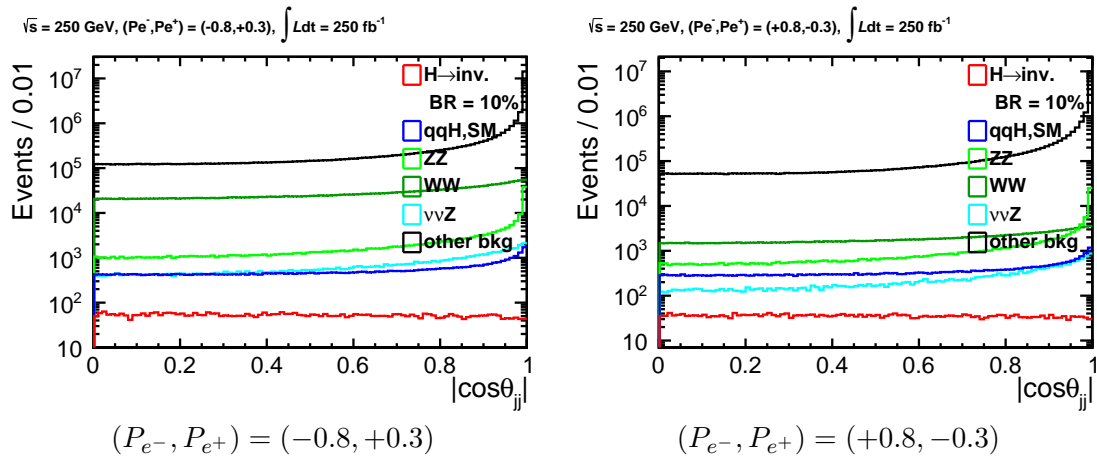 √s = 250 GeV, (Pe⁻,Pe⁺) = (-0.8,+0.3), ∫Ldt = 250 fb⁻¹
Events / 0.01
10⁷
10⁶
10⁵
10⁴
10³
10²
10
0 0.2 0.4 0.6 0.8 1
|cosθjj|
H→inv.
BR = 10%
qqH,SM
ZZ
WW
ννZ
other bkg
(Pe−, Pe+) = (−0.8, +0.3)
√s = 250 GeV, (Pe⁻,Pe⁺) = (+0.8,-0.3), ∫Ldt = 250 fb⁻¹
Events / 0.01
10⁷
10⁶
10⁵
10⁴
10³
10²
10
0 0.2 0.4 0.6 0.8 1
|cosθjj|
H→inv.
BR = 10%
qqH,SM
ZZ
WW
ννZ
other bkg
(Pe−, Pe+) = (+0.8, −0.3)